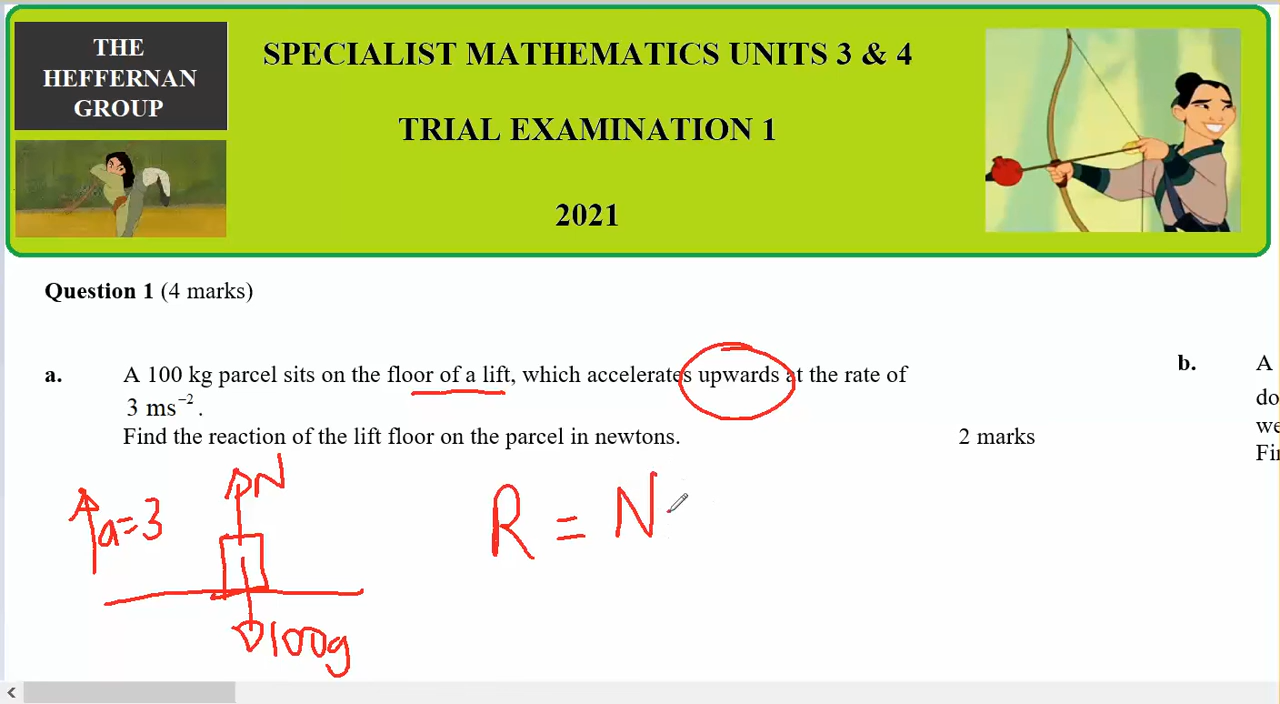 THE
HEFFERNAN
GROUP
SPECIALIST MATHEMATICS UNITS 3 & 4
TRIAL EXAMINATION 1
2021
Question 1 (4 marks)
a. A 100 kg parcel sits on the floor of a lift, which accelerates upwards at the rate of
3 ms⁻².
Find the reaction of the lift floor on the parcel in newtons. 2 marks
b. A
do
we
Fin
N
a=3
100g
R = N